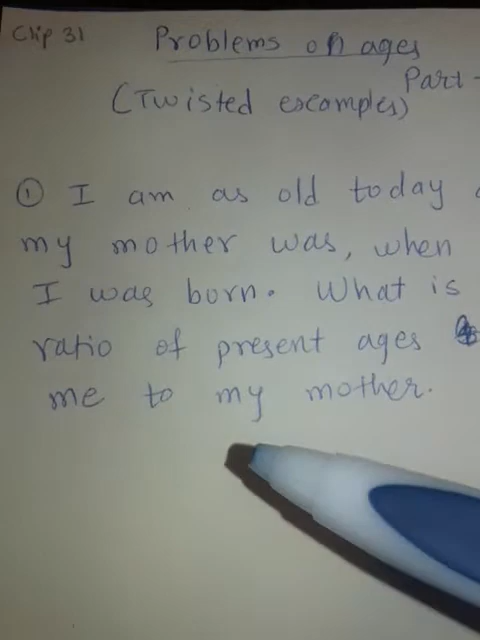 Clip 31
Problems on ages
Part -
(Twisted excamples)
① I am as old today
my mother was, when
I was born. What is
ratio of present ages
me to my mother.